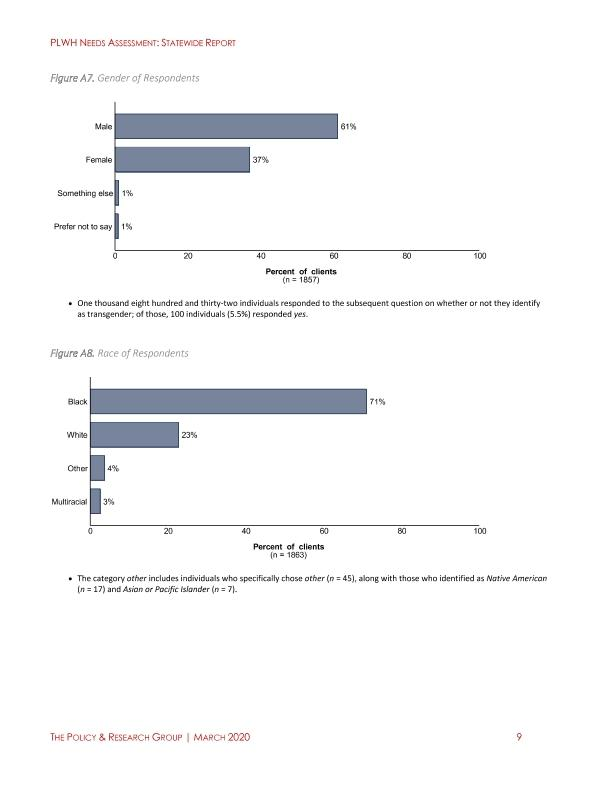 PLWH NEEDS ASSESSMENT: STATEWIDE REPORT
Figure A7. Gender of Respondents
Male 61%
Female 37%
Something else 1%
Prefer not to say 1%
0 20 40 60 80 100
Percent of clients
(n = 1857)
• One thousand eight hundred and thirty-two individuals responded to the subsequent question on whether or not they identify
as transgender; of those, 100 individuals (5.5%) responded yes.
Figure A8. Race of Respondents
Black 71%
White 23%
Other 4%
Multiracial 3%
0 20 40 60 80 100
Percent of clients
(n = 1863)
• The category other includes individuals who specifically chose other (n = 45), along with those who identified as Native American
(n = 17) and Asian or Pacific Islander (n = 7).
THE POLICY & RESEARCH GROUP | MARCH 2020 9